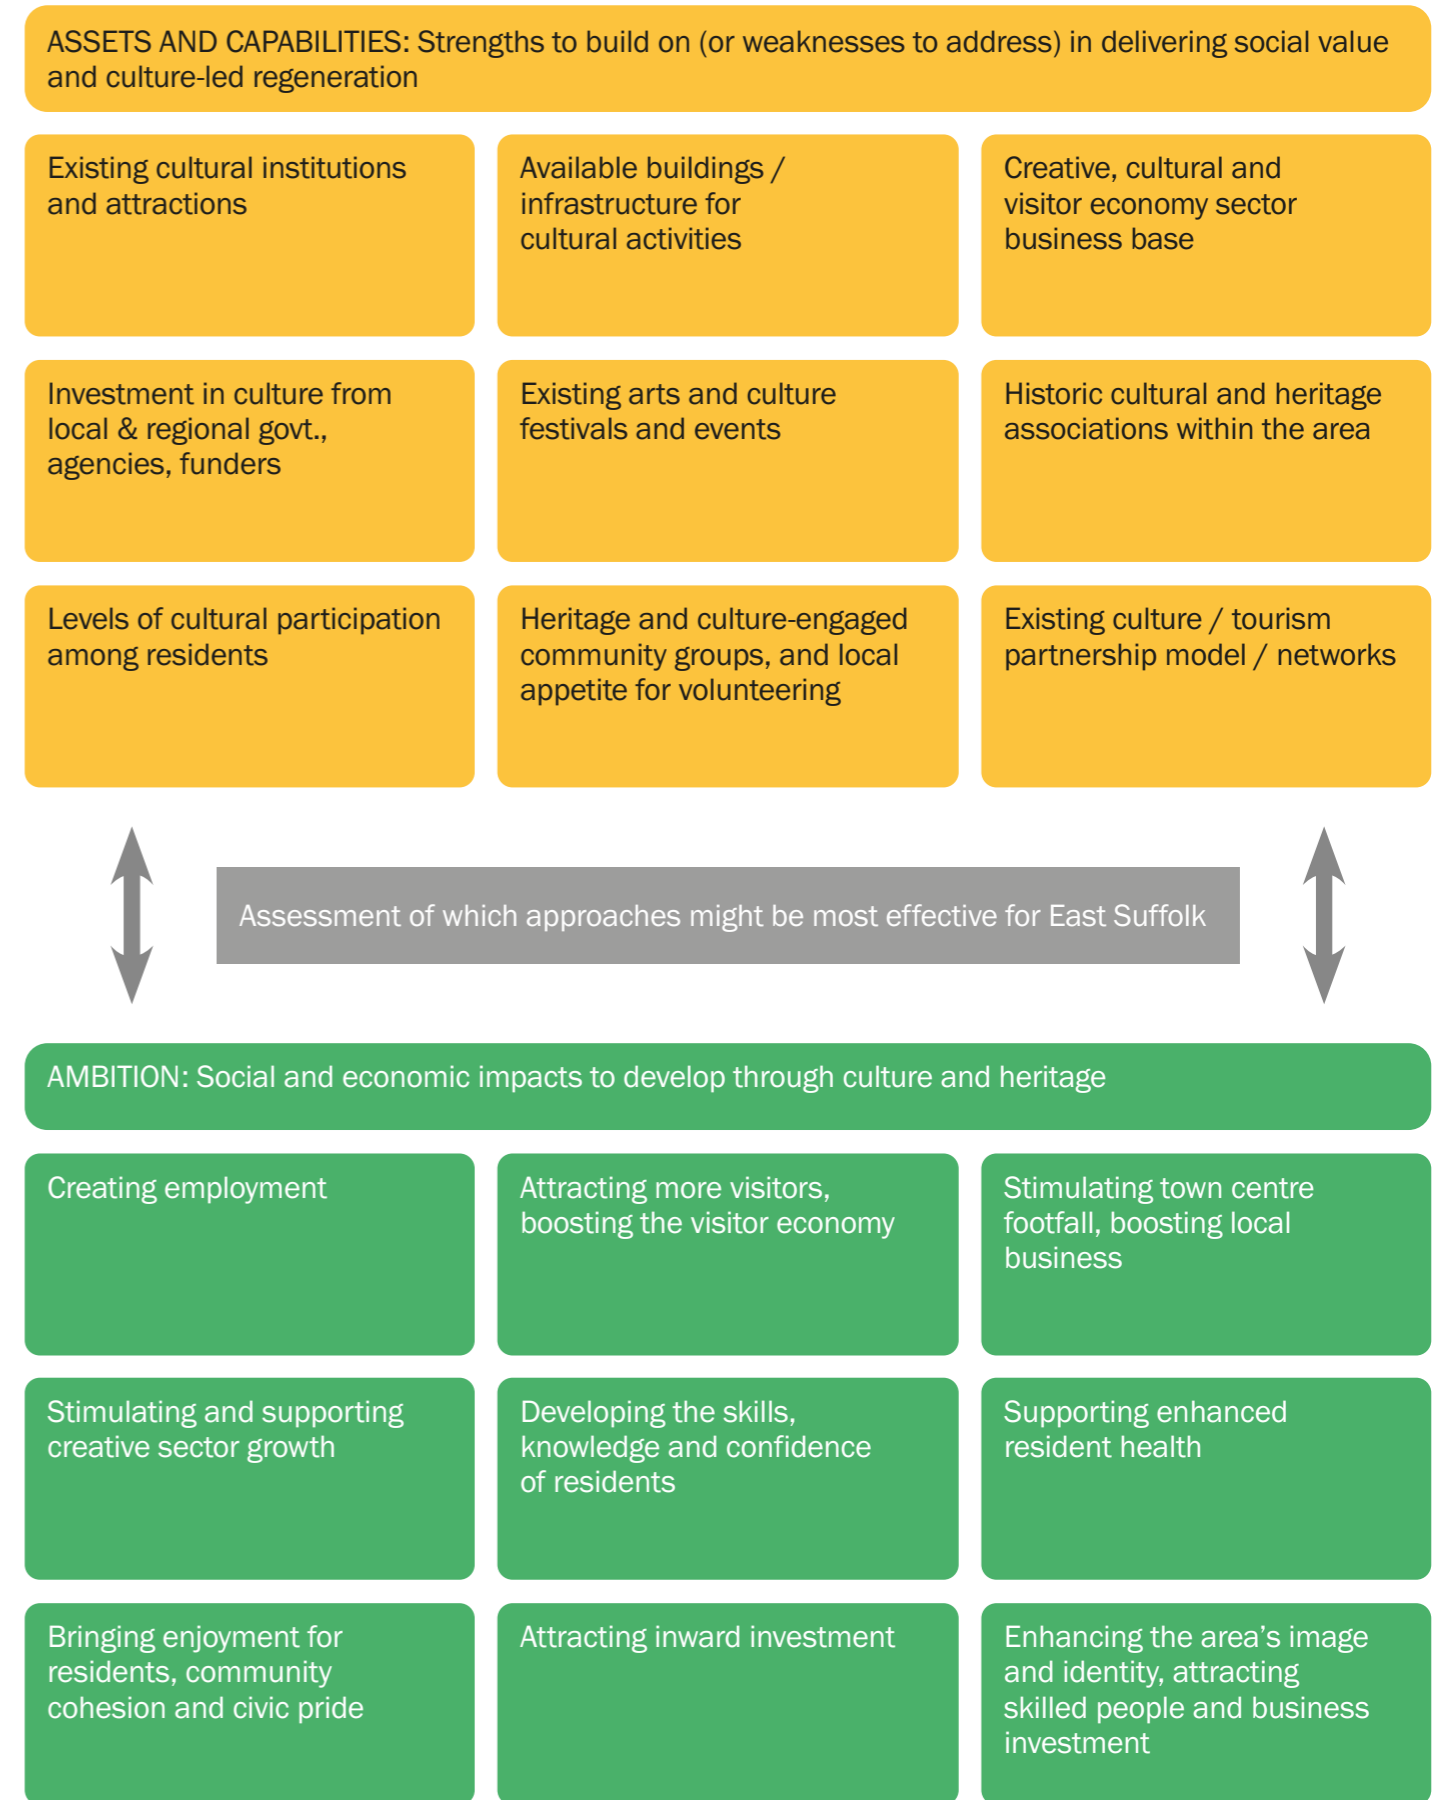 ASSETS AND CAPABILITIES: Strengths to build on (or weaknesses to address) in delivering social value
and culture-led regeneration
Existing cultural institutions
and attractions
Available buildings /
infrastructure for
cultural activities
Creative, cultural and
visitor economy sector
business base
Investment in culture from
local & regional govt.,
agencies, funders
Existing arts and culture
festivals and events
Historic cultural and heritage
associations within the area
Levels of cultural participation
among residents
Heritage and culture-engaged
community groups, and local
appetite for volunteering
Existing culture / tourism
partnership model / networks
Assessment of which approaches might be most effective for East Suffolk
AMBITION: Social and economic impacts to develop through culture and heritage
Creating employment
Attracting more visitors,
boosting the visitor economy
Stimulating town centre
footfall, boosting local
business
Stimulating and supporting
creative sector growth
Developing the skills,
knowledge and confidence
of residents
Supporting enhanced
resident health
Bringing enjoyment for
residents, community
cohesion and civic pride
Attracting inward investment
Enhancing the area’s image
and identity, attracting
skilled people and business
investment